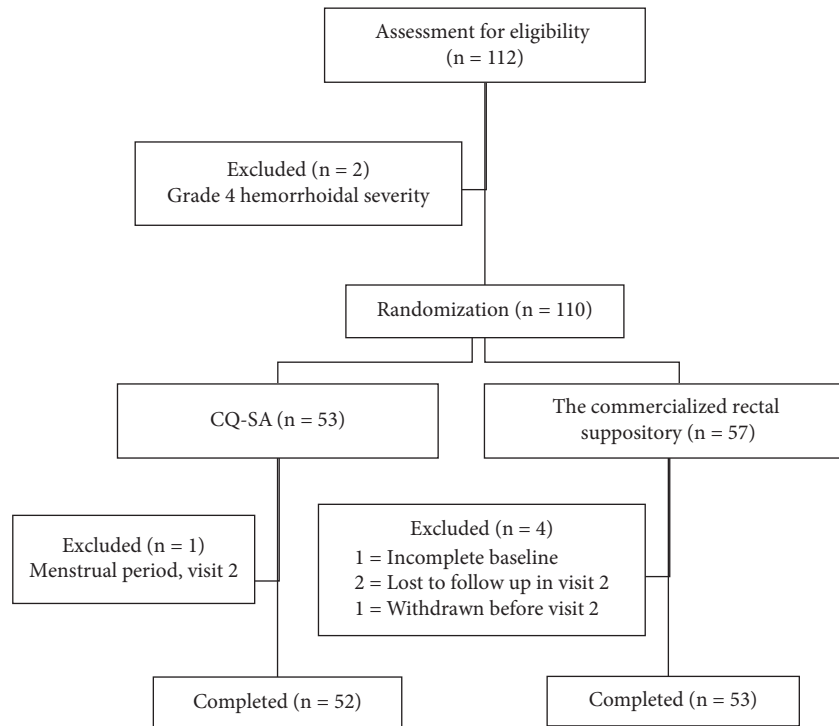 Assessment for eligibility
(n = 112)
Excluded (n = 2)
Grade 4 hemorrhoidal severity
Randomization (n = 110)
CQ-SA (n = 53)
The commercialized rectal
suppository (n = 57)
Excluded (n = 1)
Menstrual period, visit 2
Excluded (n = 4)
1 = Incomplete baseline
2 = Lost to follow up in visit 2
1 = Withdrawn before visit 2
Completed (n = 52)
Completed (n = 53)